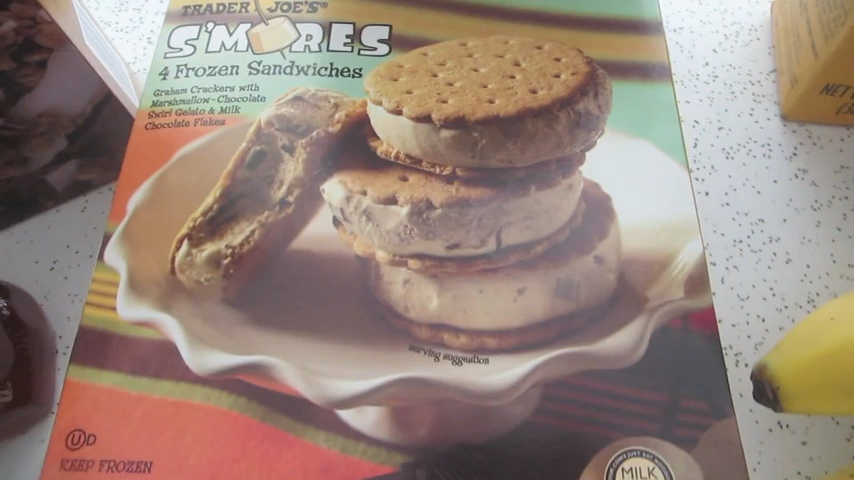 TRADER JOE'S®
S'MORES
4 Frozen Sandwiches
Graham Crackers with
Marshmallow-Chocolate
Swirl Gelato & Milk
Chocolate Flakes
serving suggestion
U D
KEEP FROZEN
MILK
NET